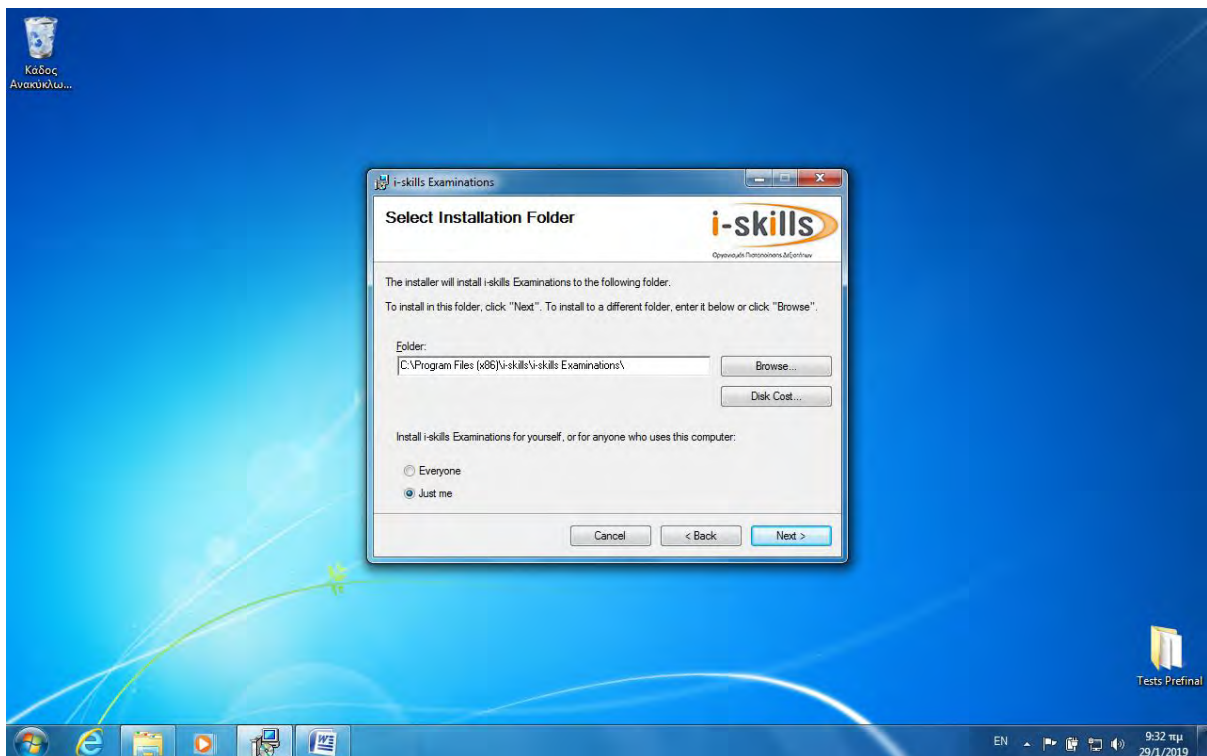 Κάδος
Ανακύκλω...
i-skills Examinations
Select Installation Folder
i-skills
Οργανισμός Πιστοποίησης Δεξιοτήτων
The installer will install i-skills Examinations to the following folder.
To install in this folder, click "Next". To install to a different folder, enter it below or click "Browse".
Folder:
C:\Program Files (x86)\i-skills\i-skills Examinations\
Browse...
Disk Cost...
Install i-skills Examinations for yourself, or for anyone who uses this computer:
Everyone
Just me
Cancel
< Back
Next >
Tests Prefinal
EN
9:32 πμ
29/1/2019